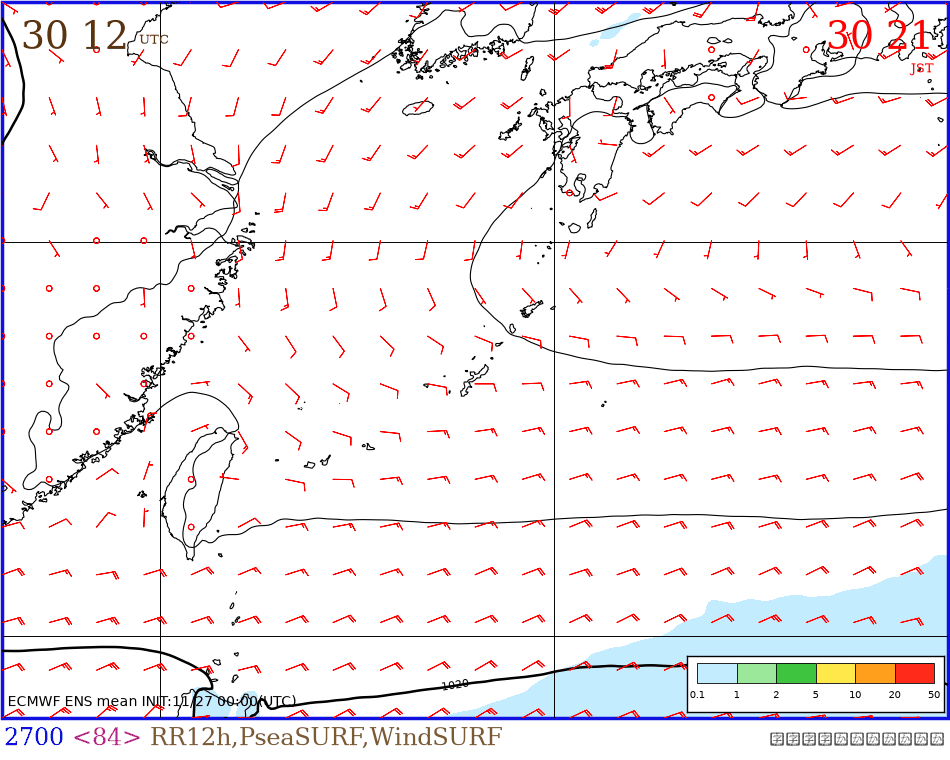 30 12 UTC
30 21
JST
1020
ECMWF ENS mean INIT:11/27 00:00(UTC)
0.1 1 2 5 10 20 50
2700 <84> RR12h,PseaSURF,WindSURF